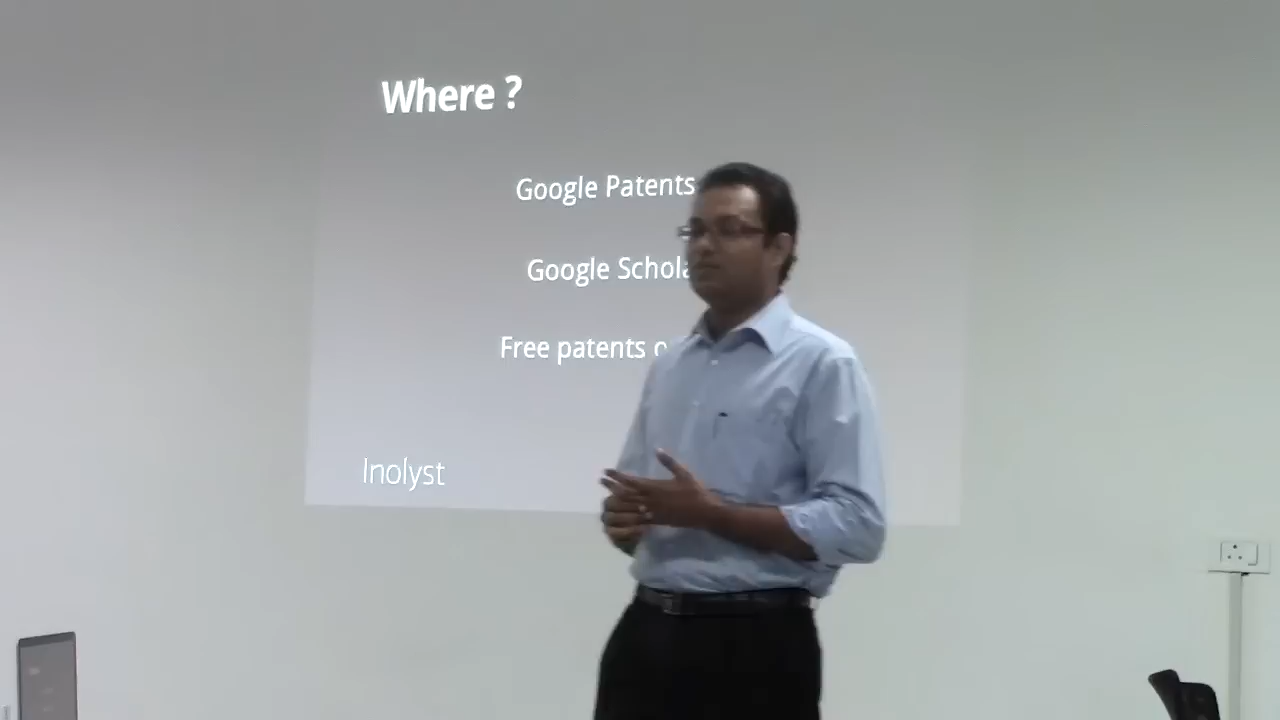 Where ?
Google Patents
Google Schola
Free patents o
Inolyst